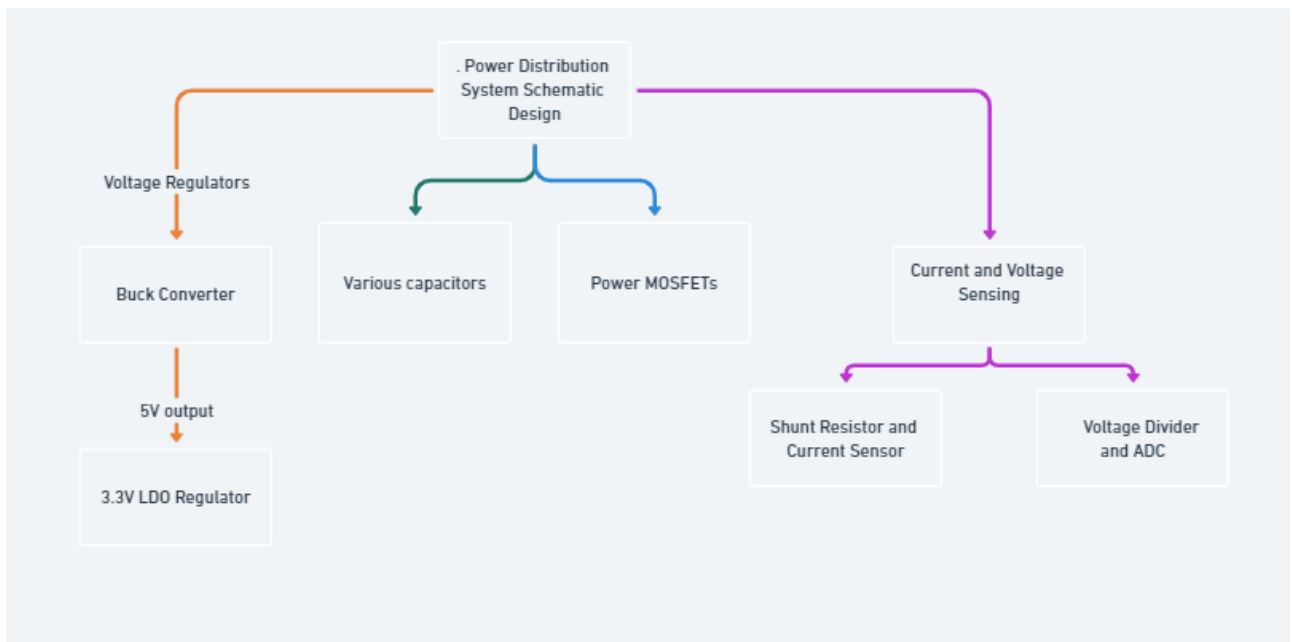 . Power Distribution
System Schematic
Design
Voltage Regulators
Buck Converter
Various capacitors
Power MOSFETs
Current and Voltage
Sensing
5V output
3.3V LDO Regulator
Shunt Resistor and
Current Sensor
Voltage Divider
and ADC